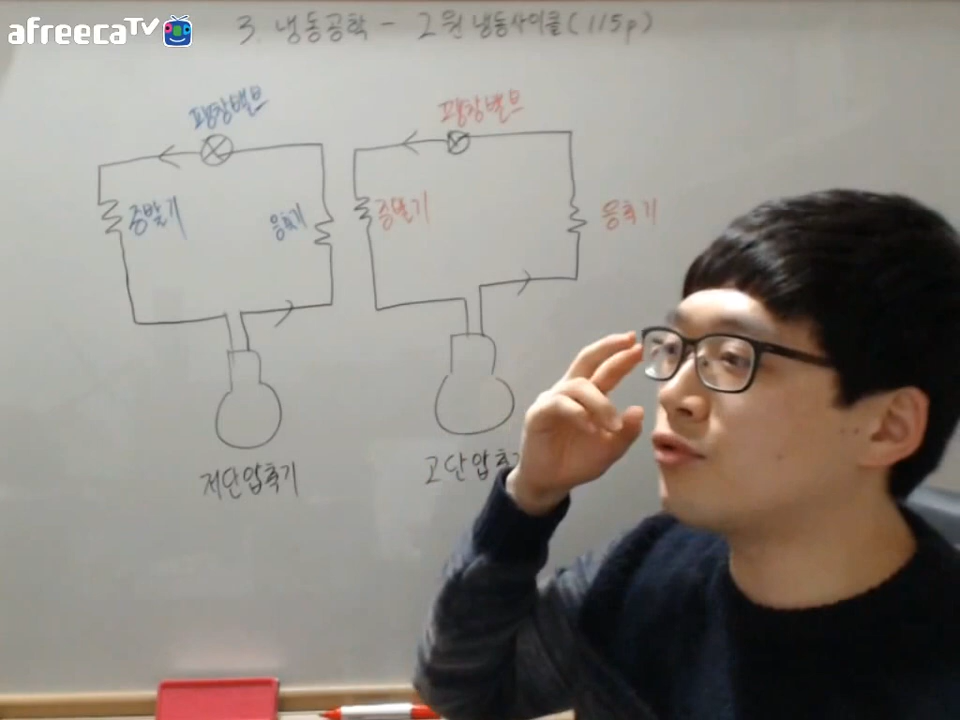 afreecaTV
3. 냉동공학 - 2원 냉동사이클 (115p)
팽창밸브
팽창밸브
증발기
응축기
증발기
응축기
저단압축기
고단압축기